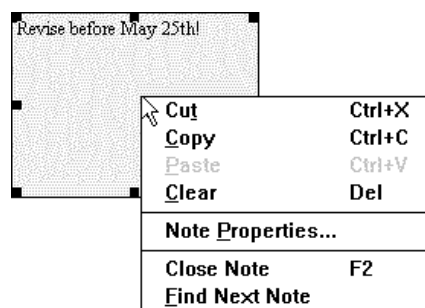 Revise before May 25th!
Cut Ctrl+X
Copy Ctrl+C
Paste Ctrl+V
Clear Del
Note Properties...
Close Note F2
Find Next Note